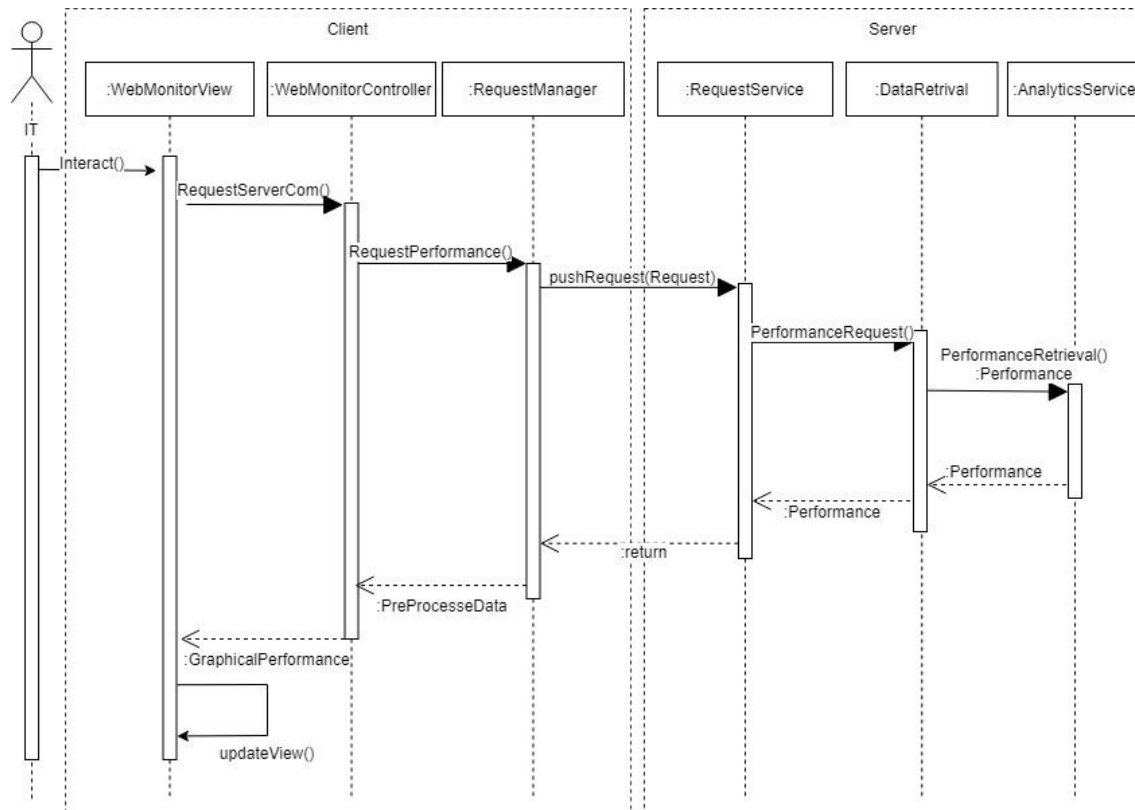 Client
Server
:WebMonitorView
:WebMonitorController
:RequestManager
:RequestService
:DataRetrival
:AnalyticsService
IT
Interact()
RequestServerCom()
RequestPerformance()
pushRequest(Request)
PerformanceRequest()
PerformanceRetrieval()
:Performance
:Performance
:Performance
:return
:PreProcesseData
:GraphicalPerformance
updateView()